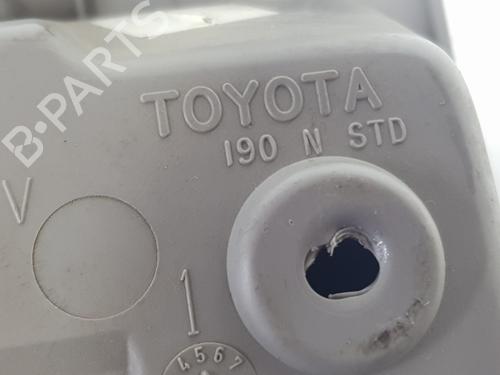 B-PARTS
TOYOTA
190 N STD
V
1
4567